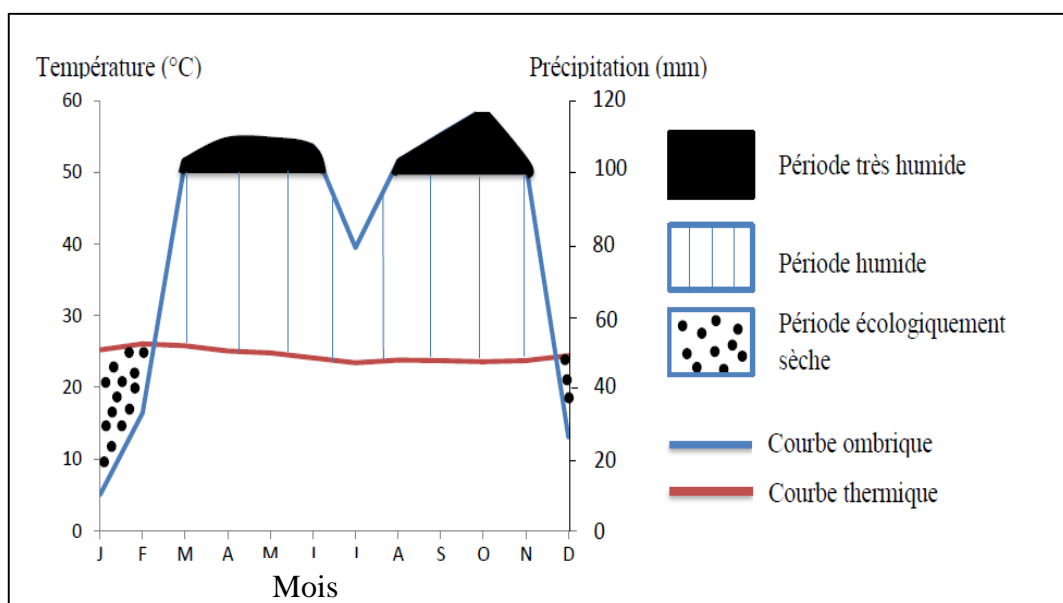 Température (°C)
Précipitation (mm)
60
50
40
30
20
10
0
120
100
80
60
40
20
0
J F M A M J J A S O N D
Mois
Période très humide
Période humide
Période écologiquement
sèche
Courbe ombrique
Courbe thermique